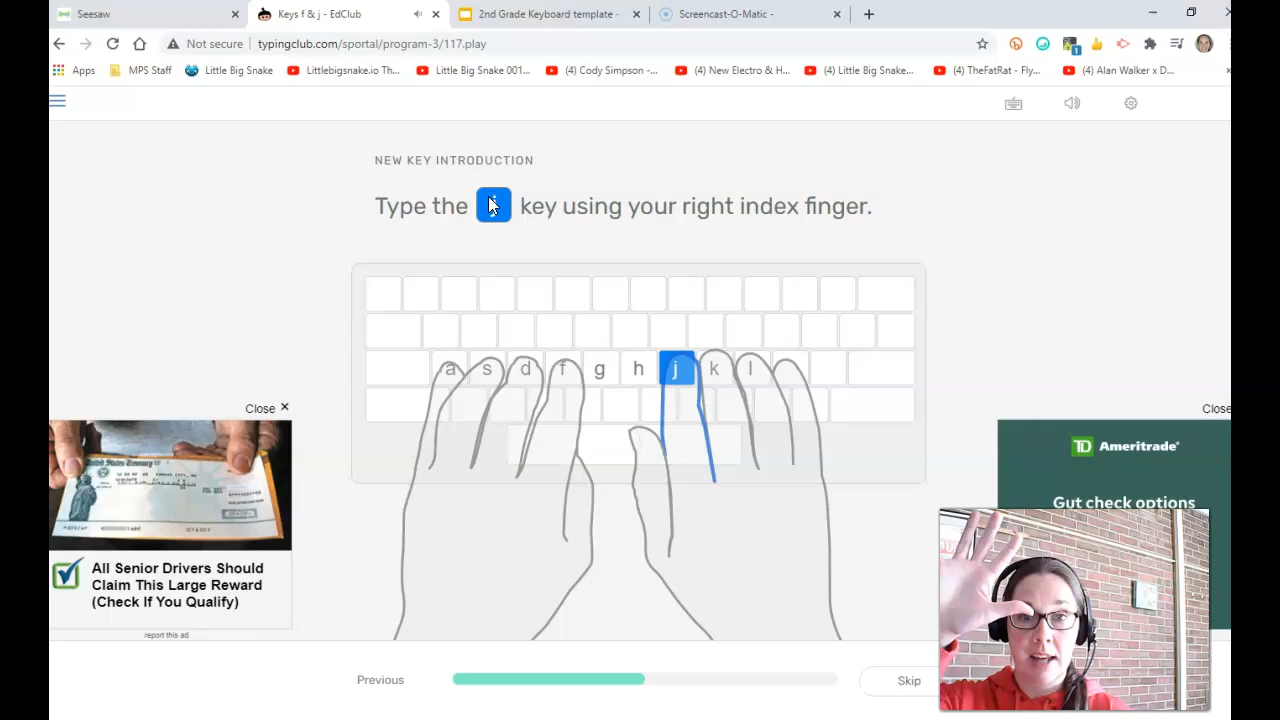 Seesaw
Keys f & j - EdClub
2nd Grade Keyboard template -
Screencast-O-Matic -
Not secure
typingclub.com/sportal/program-3/117.play
Apps
MPS Staff
Little Big Snake
Littlebigsnake.io Th...
Little Big Snake 001...
(4) Cody Simpson -...
(4) New Electro & H...
(4) Little Big Snake...
(4) TheFatRat - Fly...
(4) Alan Walker x D...
NEW KEY INTRODUCTION
Type the key using your right index finger.
a s d f g h j k l
Close
Close
TD Ameritrade
Gut check options
United States Treasury
All Senior Drivers Should
Claim This Large Reward
(Check If You Qualify)
report this ad
Previous
Skip